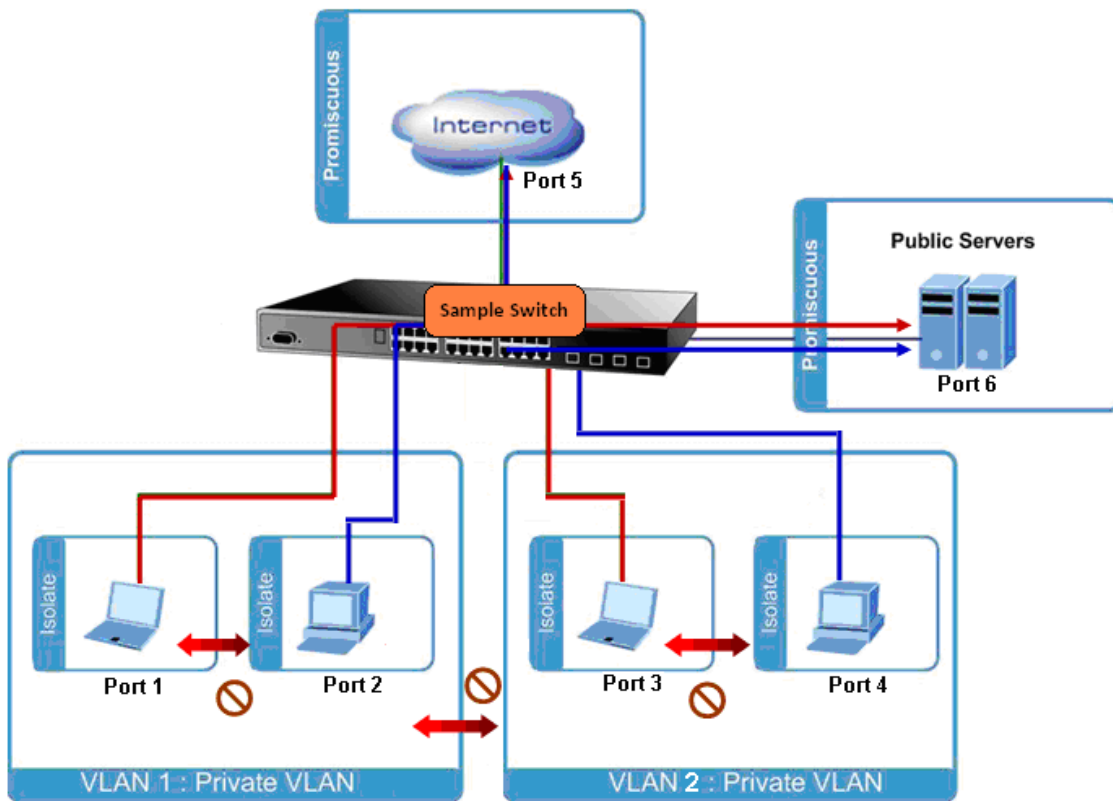 Promiscuous
Internet
Port 5
Promiscuous
Public Servers
Port 6
Sample Switch
Isolate
Port 1
Isolate
Port 2
Isolate
Port 3
Isolate
Port 4
VLAN 1 : Private VLAN
VLAN 2 : Private VLAN